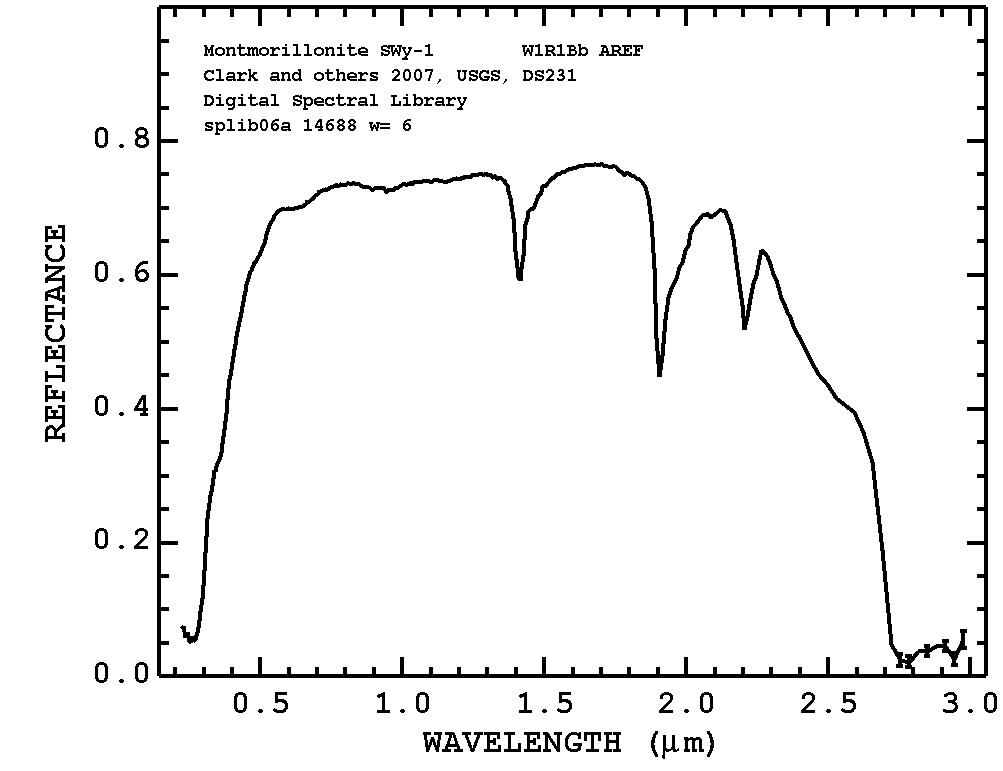 Montmorillonite SWy-1 W1R1Bb AREF
Clark and others 2007, USGS, DS231
Digital Spectral Library
splib06a 14688 w= 6
REFLECTANCE
0.8
0.6
0.4
0.2
0.0
0.5 1.0 1.5 2.0 2.5 3.0
WAVELENGTH (μm)